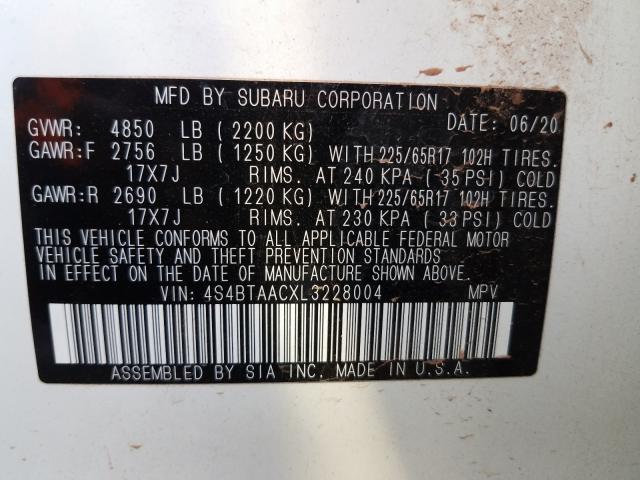 MFD BY SUBARU CORPORATION
GVWR: 4850 LB ( 2200 KG) DATE: 06/20
GAWR:F 2756 LB ( 1250 KG) WITH 225/65R17 102H TIRES.
17X7J RIMS. AT 240 KPA ( 35 PSI) COLD
GAWR:R 2690 LB ( 1220 KG) WITH 225/65R17 102H TIRES.
17X7J RIMS. AT 230 KPA ( 33 PSI) COLD
THIS VEHICLE CONFORMS TO ALL APPLICABLE FEDERAL MOTOR
VEHICLE SAFETY AND THEFT PREVENTION STANDARDS
IN EFFECT ON THE DATE OF MANUFACTURE SHOWN ABOVE.
VIN: 4S4BTAACXL3228004 MPV
ASSEMBLED BY SIA INC. MADE IN U.S.A.